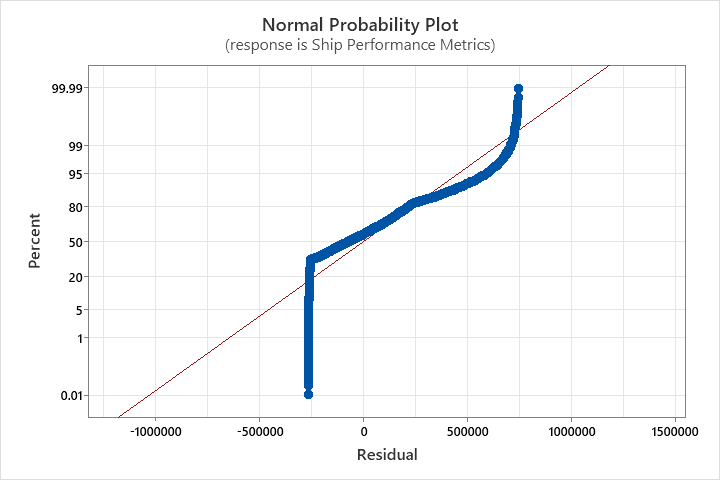 Normal Probability Plot
(response is Ship Performance Metrics)
99.99
99
95
80
50
20
5
1
0.01
Percent
-1000000 -500000 0 500000 1000000 1500000
Residual